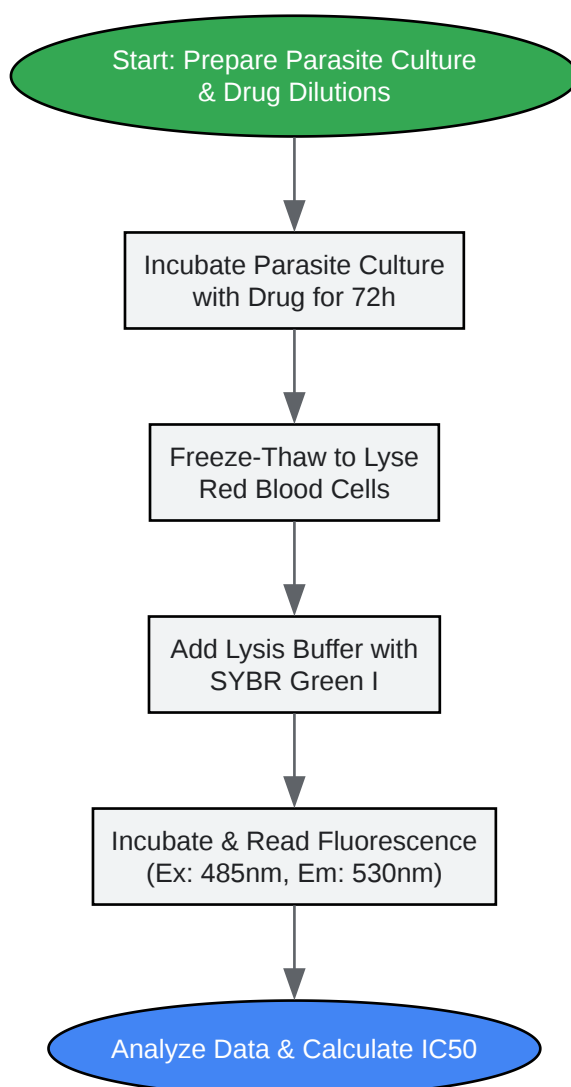 Start: Prepare Parasite Culture
& Drug Dilutions
Incubate Parasite Culture
with Drug for 72h
Freeze-Thaw to Lyse
Red Blood Cells
Add Lysis Buffer with
SYBR Green I
Incubate & Read Fluorescence
(Ex: 485nm, Em: 530nm)
Analyze Data & Calculate IC50